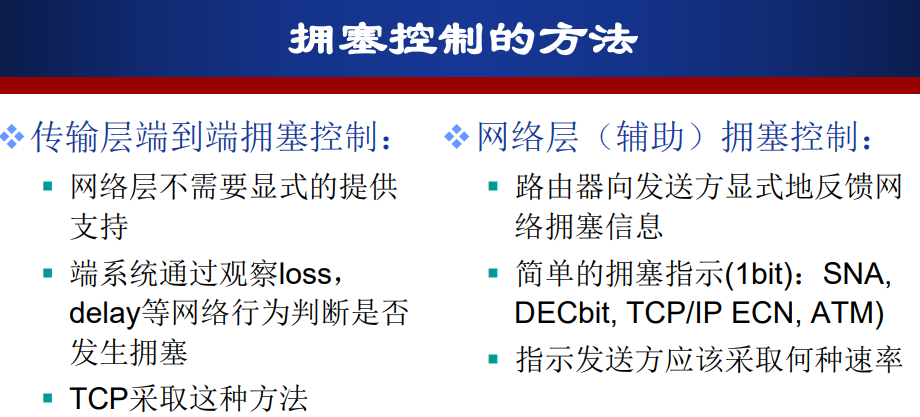 拥塞控制的方法
传输层端到端拥塞控制：
网络层不需要显式的提供
支持
端系统通过观察loss，
delay等网络行为判断是否
发生拥塞
TCP采取这种方法
网络层（辅助）拥塞控制：
路由器向发送方显式地反馈网
络拥塞信息
简单的拥塞指示(1bit)：SNA,
DECbit, TCP/IP ECN, ATM)
指示发送方应该采取何种速率